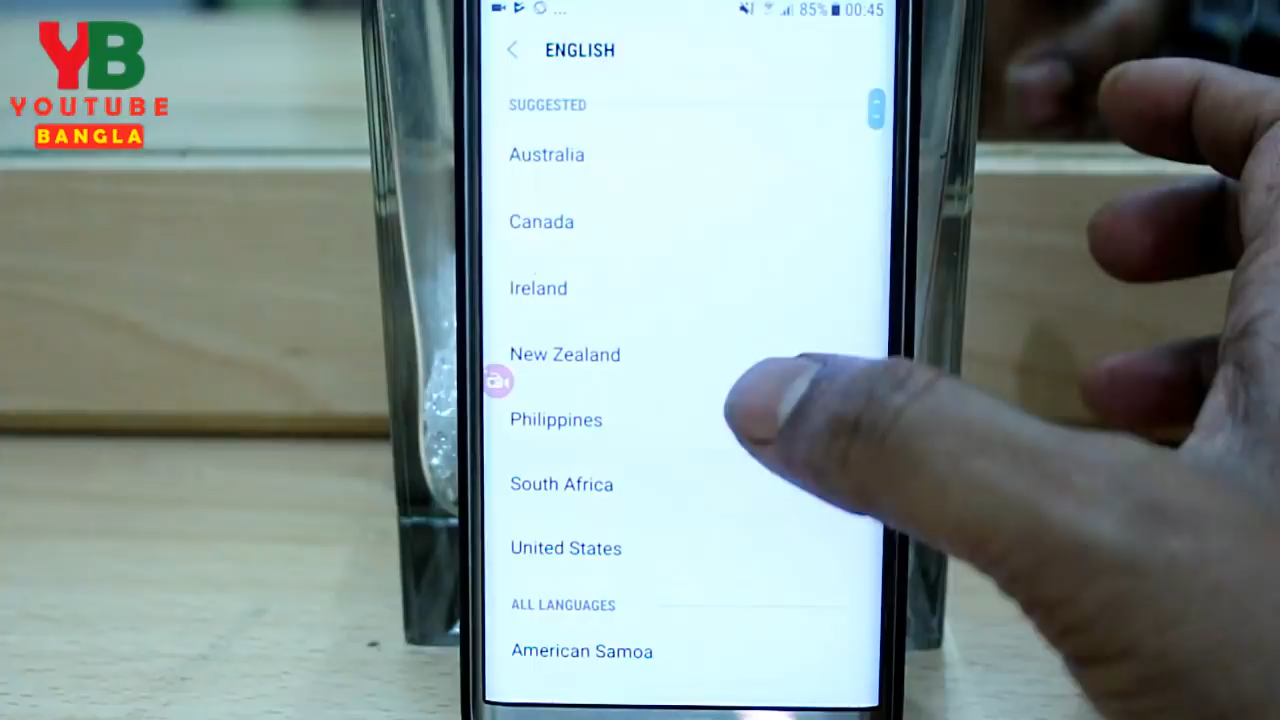 YB
YOUTUBE
BANGLA
... 85% 00:45
ENGLISH
SUGGESTED
Australia
Canada
Ireland
New Zealand
Philippines
South Africa
United States
ALL LANGUAGES
American Samoa